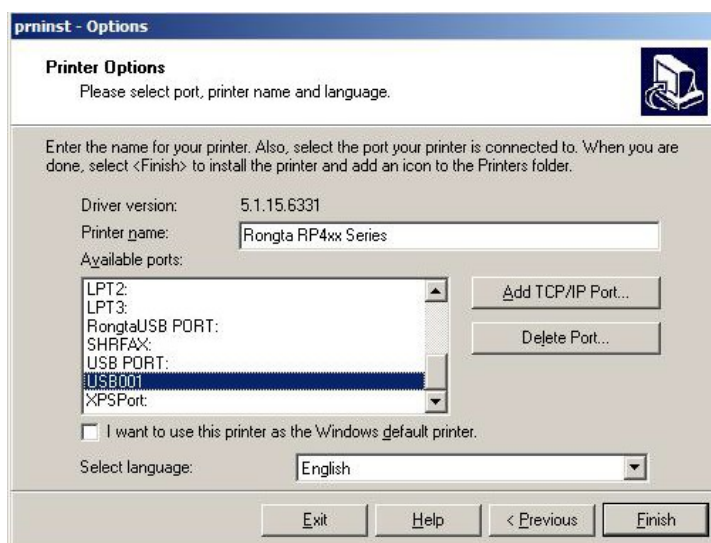 prninst - Options
Printer Options
Please select port, printer name and language.
Enter the name for your printer. Also, select the port your printer is connected to. When you are
done, select <Finish> to install the printer and add an icon to the Printers folder.
Driver version: 5.1.15.6331
Printer name: Rongta RP4xx Series
Available ports:
LPT2:
LPT3:
RongtaUSB PORT:
SHRFAX:
USB PORT:
USB001
XPSPort:
Add TCP/IP Port...
Delete Port...
I want to use this printer as the Windows default printer.
Select language: English
Exit Help < Previous Finish